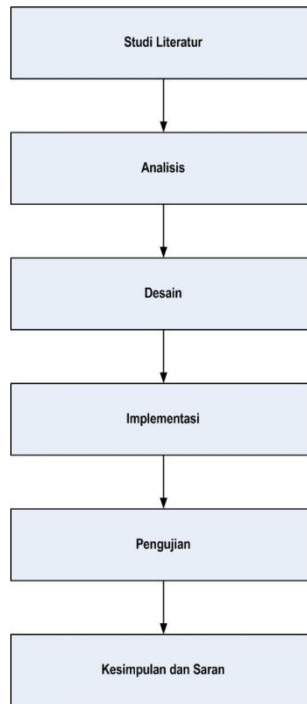 Studi Literatur
Analisis
Desain
Implementasi
Pengujian
Kesimpulan dan Saran